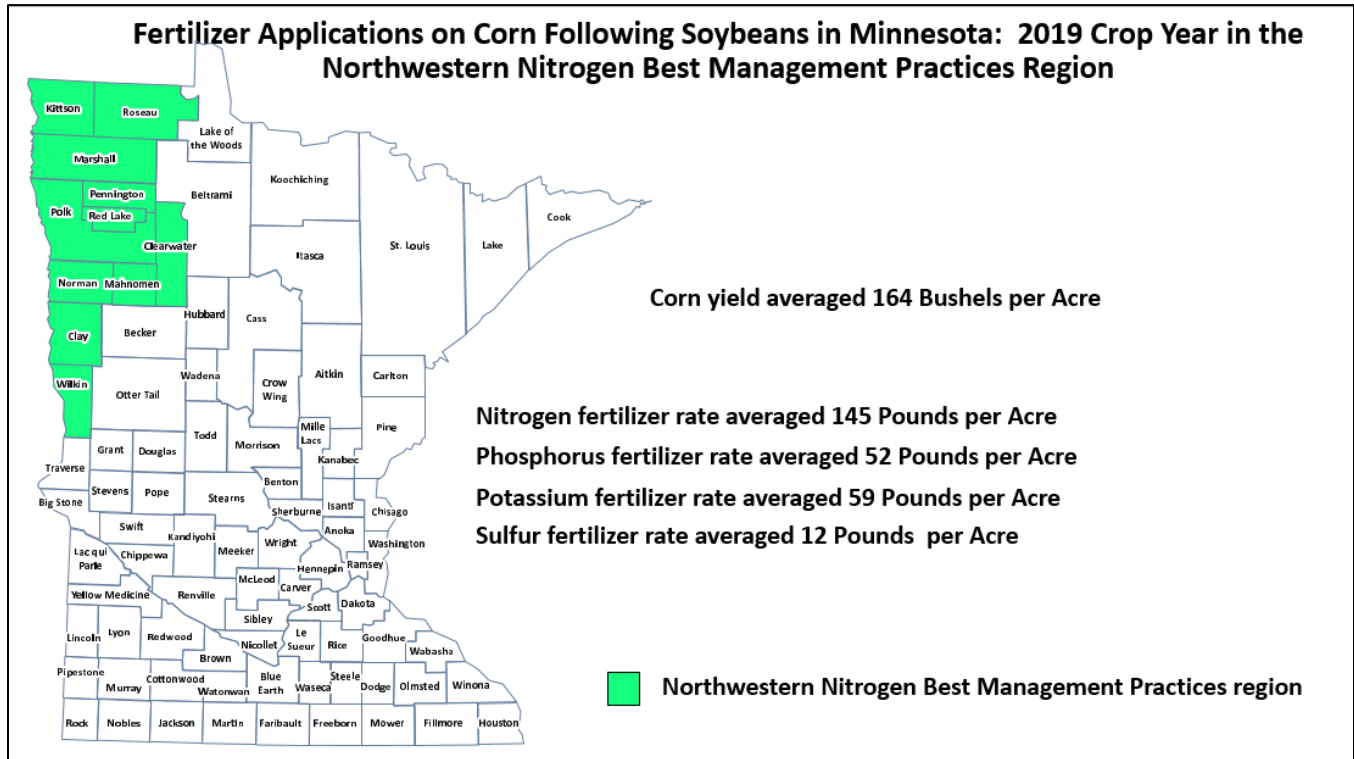 Fertilizer Applications on Corn Following Soybeans in Minnesota: 2019 Crop Year in the
Northwestern Nitrogen Best Management Practices Region
Kittson
Roseau
Lake of
the Woods
Marshall
Koochiching
Pennington
Beltrami
Polk
Red Lake
Cook
Clearwater
St. Louis
Lake
Itasca
Norman
Mahnomen
Corn yield averaged 164 Bushels per Acre
Hubbard
Cass
Clay
Becker
Wadena
Aitkin
Carlton
Wilkin
Crow
Wing
Otter Tail
Nitrogen fertilizer rate averaged 145 Pounds per Acre
Mille
Lacs
Pine
Todd
Morrison
Grant
Douglas
Phosphorus fertilizer rate averaged 52 Pounds per Acre
Kanabec
Traverse
Benton
Stevens
Pope
Stearns
Potassium fertilizer rate averaged 59 Pounds per Acre
Big Stone
Sherburne
Isanti
Chisago
Swift
Kandiyohi
Anoka
Sulfur fertilizer rate averaged 12 Pounds per Acre
Wright
Washington
Lac qui
Parle
Chippewa
Meeker
Hennepin
Ramsey
McLeod
Carver
Yellow Medicine
Renville
Scott
Dakota
Sibley
Lincoln
Lyon
Redwood
Nicollet
Le
Sueur
Rice
Goodhue
Wabasha
Brown
Pipestone
Murray
Cottonwood
Watonwan
Blue
Earth
Waseca
Steele
Dodge
Olmsted
Winona
Northwestern Nitrogen Best Management Practices region
Rock
Nobles
Jackson
Martin
Faribault
Freeborn
Mower
Fillmore
Houston